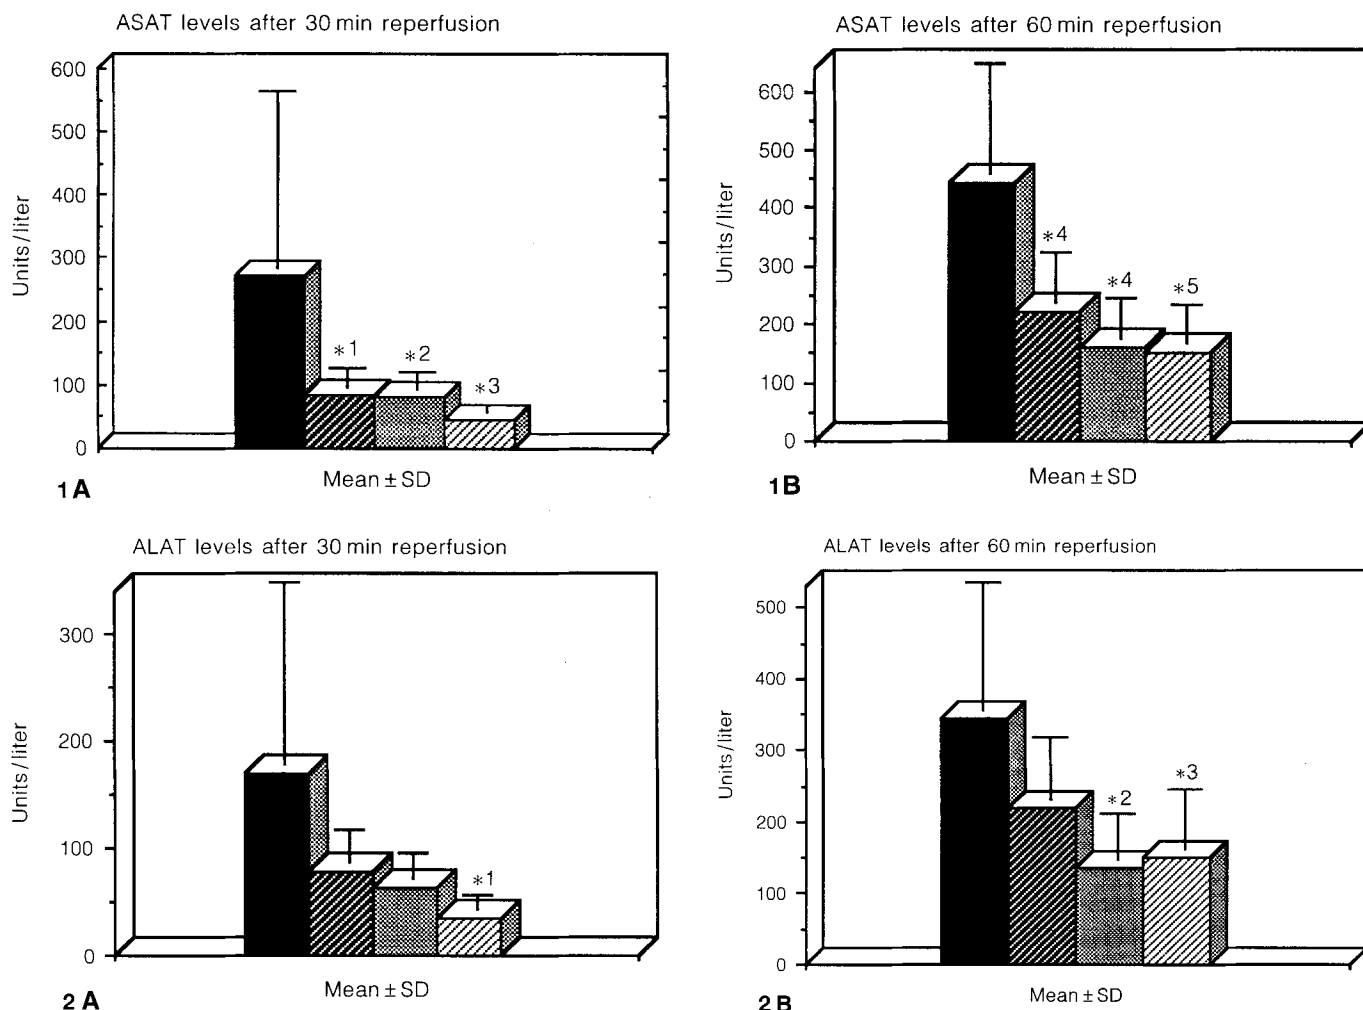 ASAT levels after 30 min reperfusion
600
500
400
300
200
100
0
Units/liter
*1
*2
*3
Mean ± SD
1A
ASAT levels after 60 min reperfusion
600
500
400
300
200
100
0
Units/liter
*4
*4
*5
Mean ± SD
1B
ALAT levels after 30 min reperfusion
300
200
100
0
Units/liter
*1
Mean ± SD
2 A
ALAT levels after 60 min reperfusion
500
400
300
200
100
0
Units/liter
*2
*3
Mean ± SD
2 B